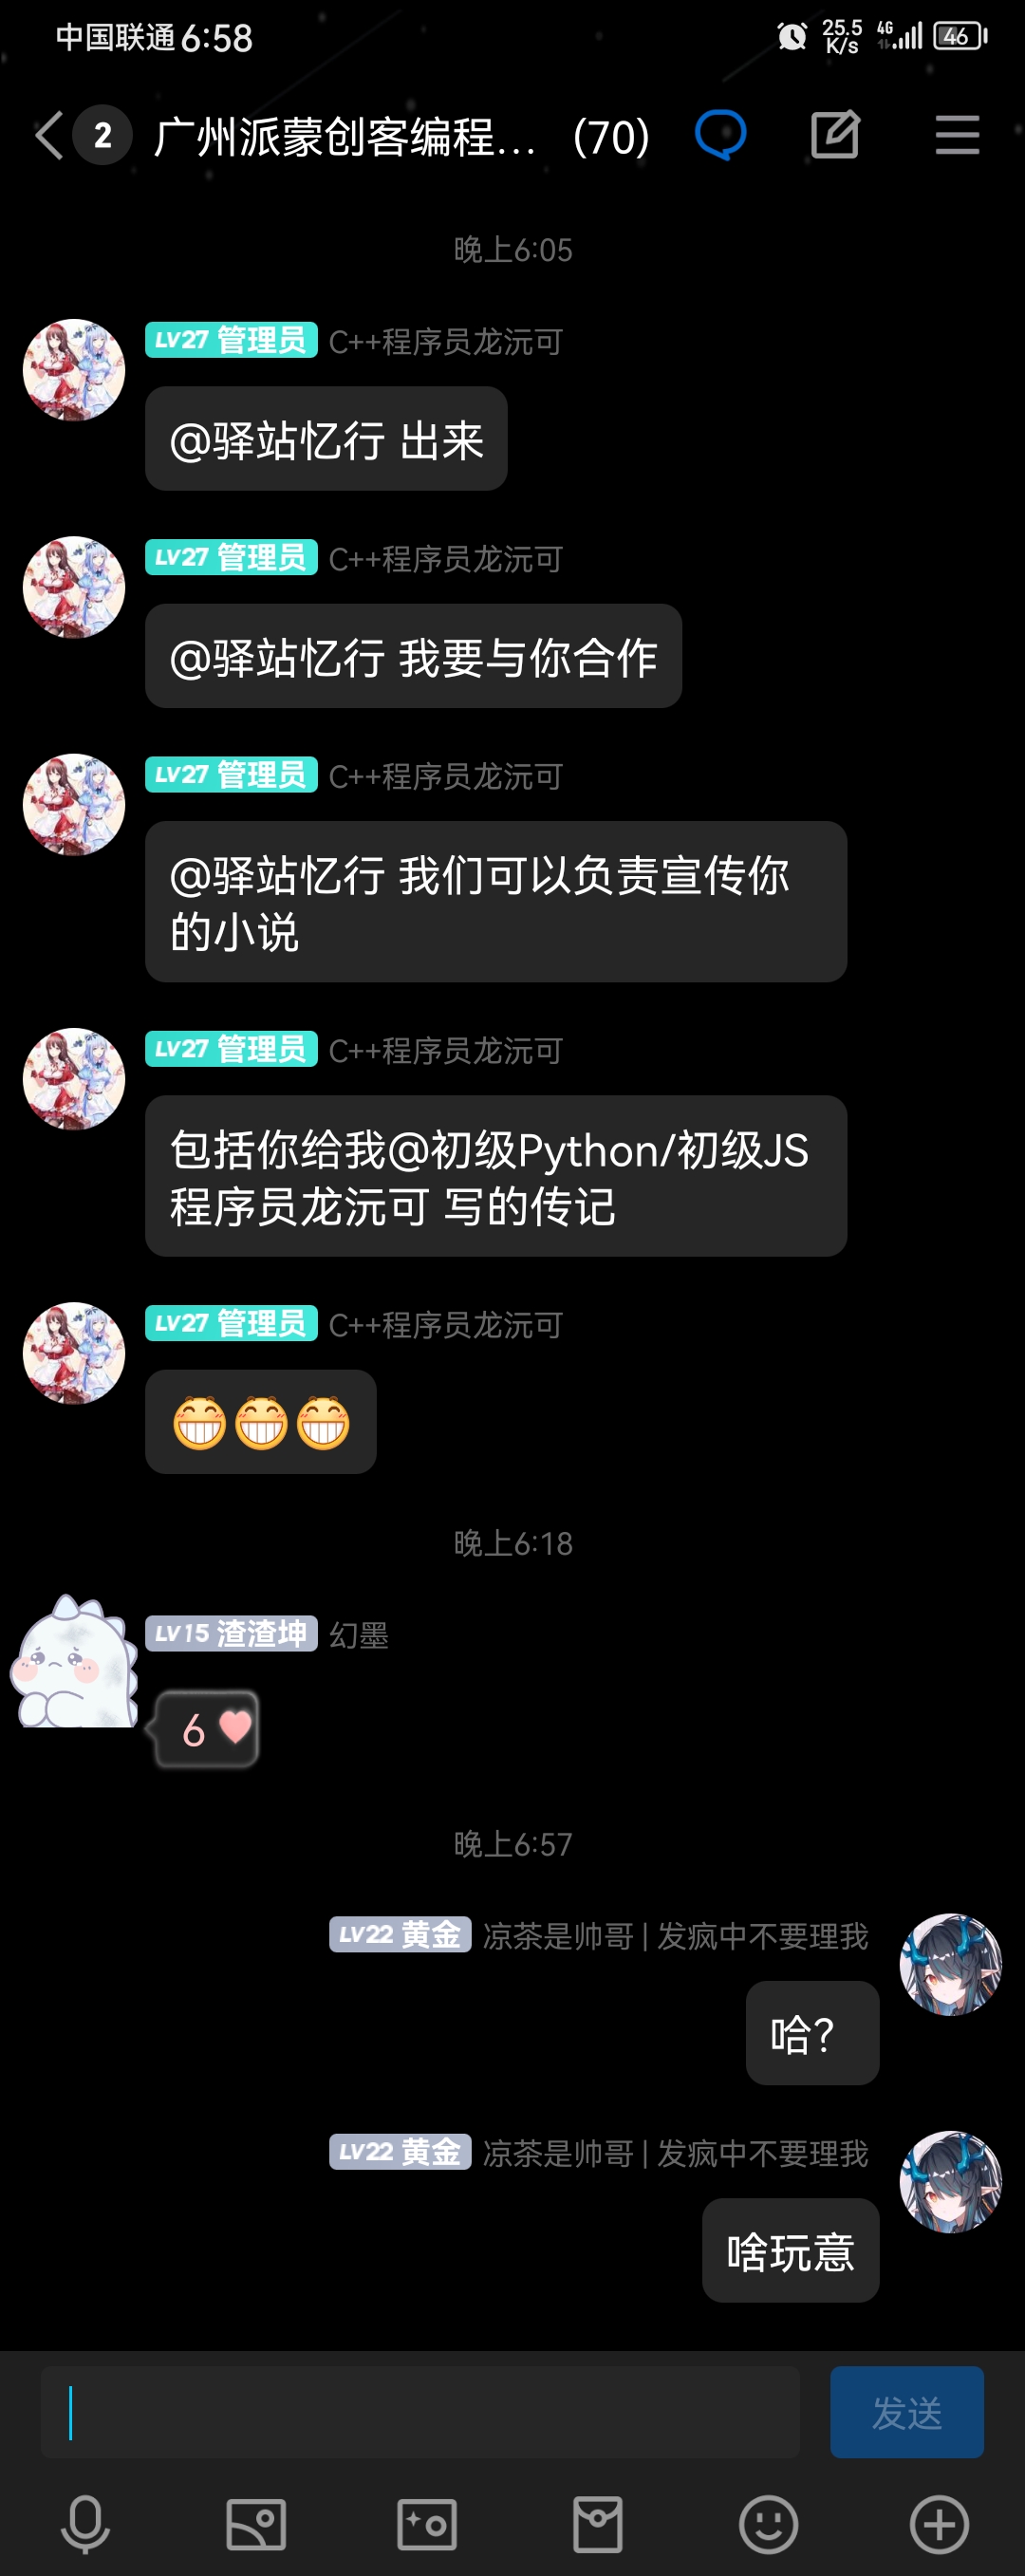 中国联通 6:58
25.5 K/s 4G 46
2 广州派蒙创客编程... (70)
晚上6:05
LV27 管理员 C++程序员龙沅可
@驿站忆行 出来
LV27 管理员 C++程序员龙沅可
@驿站忆行 我要与你合作
LV27 管理员 C++程序员龙沅可
@驿站忆行 我们可以负责宣传你
的小说
LV27 管理员 C++程序员龙沅可
包括你给我@初级Python/初级JS
程序员龙沅可 写的传记
LV27 管理员 C++程序员龙沅可
晚上6:18
LV15 渣渣坤 幻墨
6
晚上6:57
LV22 黄金 凉茶是帅哥 | 发疯中不要理我
哈?
LV22 黄金 凉茶是帅哥 | 发疯中不要理我
啥玩意
发送